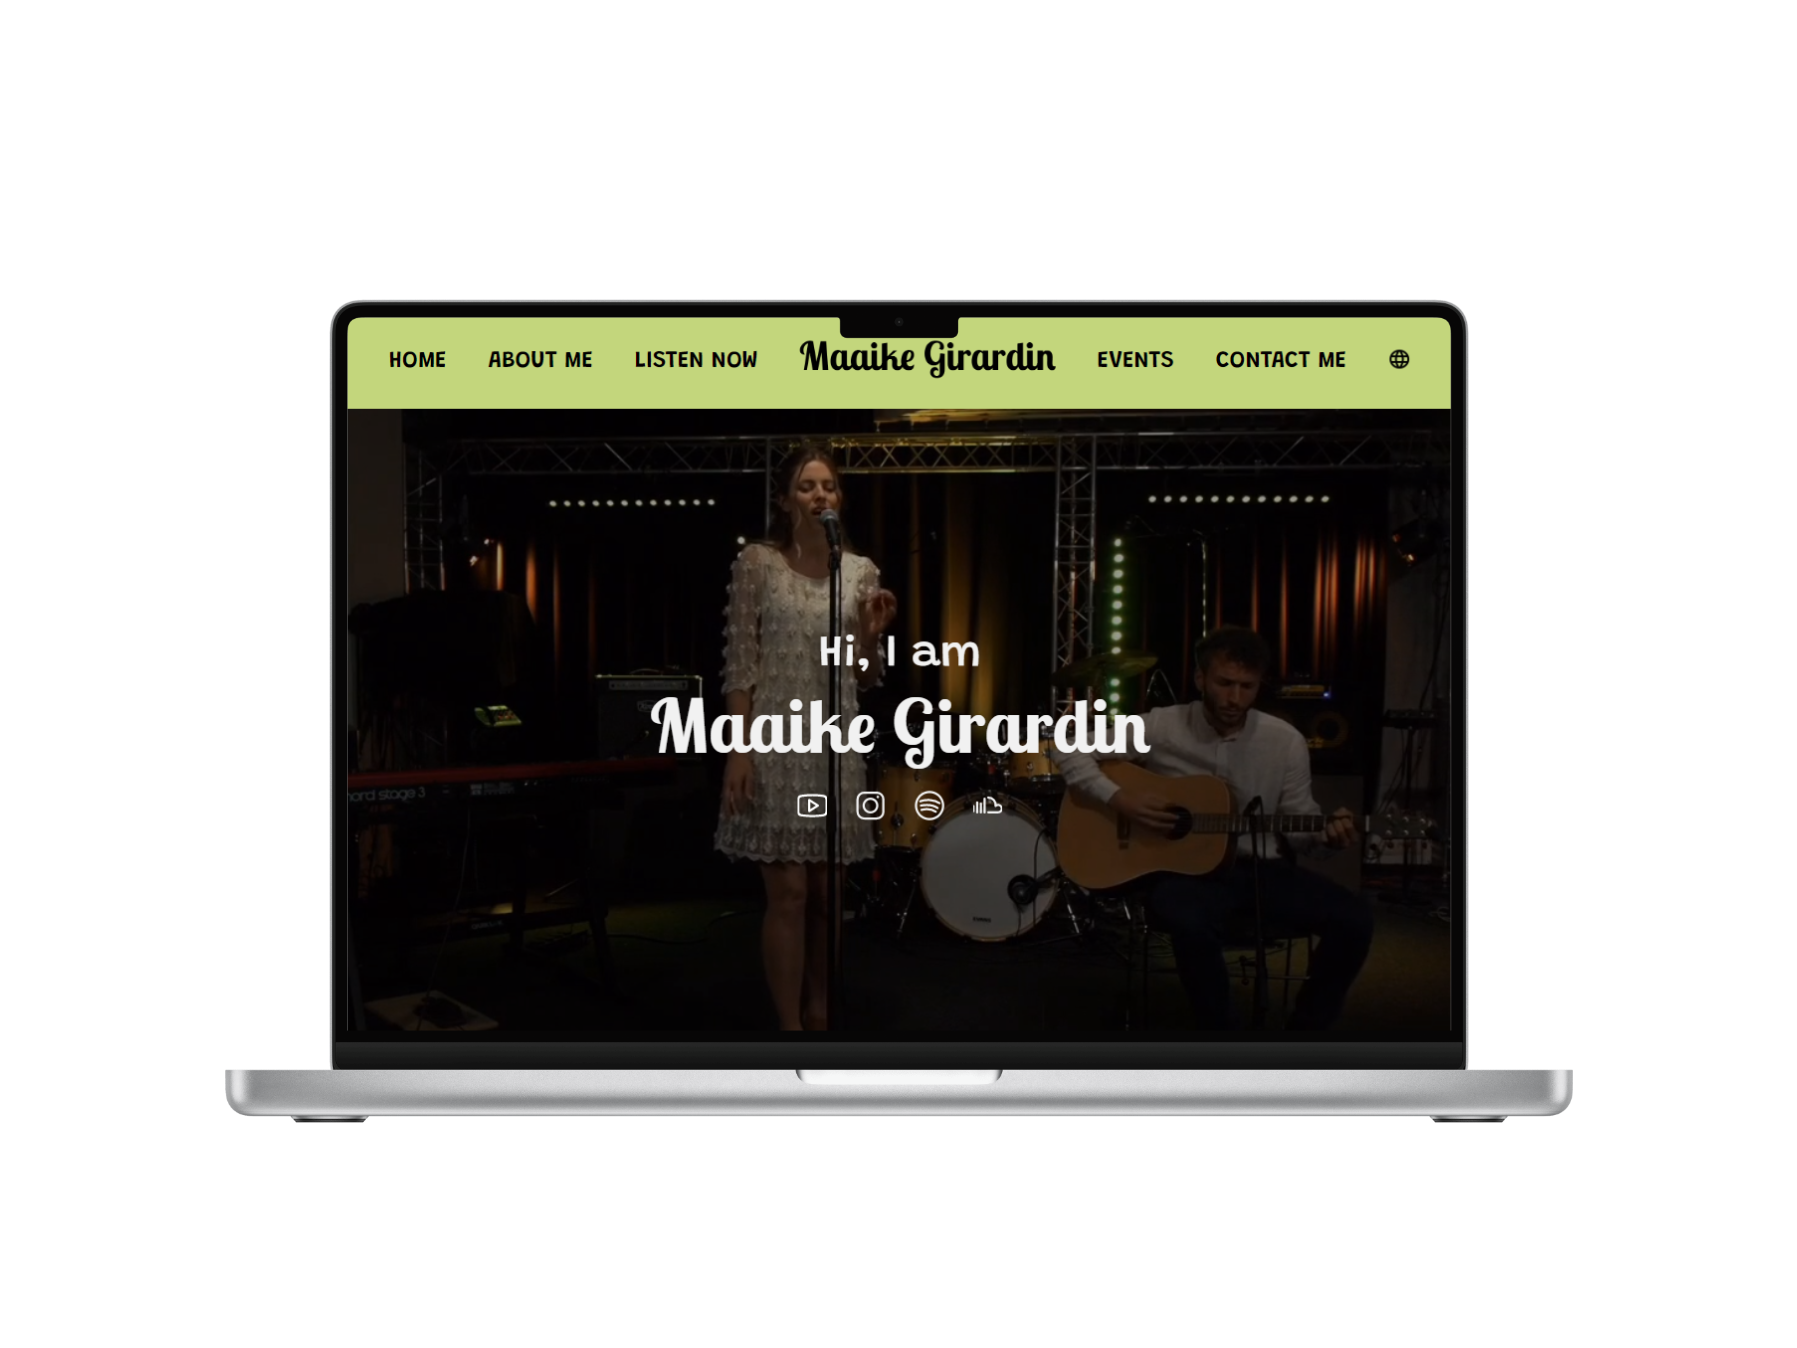 HOME ABOUT ME LISTEN NOW Maaike Girardin EVENTS CONTACT ME
Hi, I am
Maaike Girardin
nord stage 3